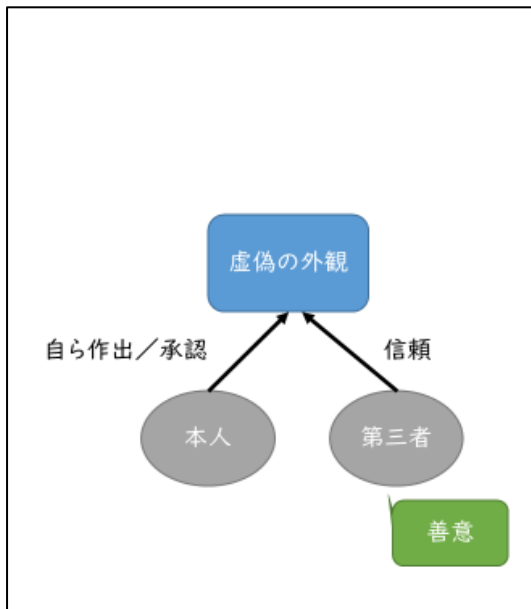 虚偽の外観
自ら作出／承認
信頼
本人
第三者
善意